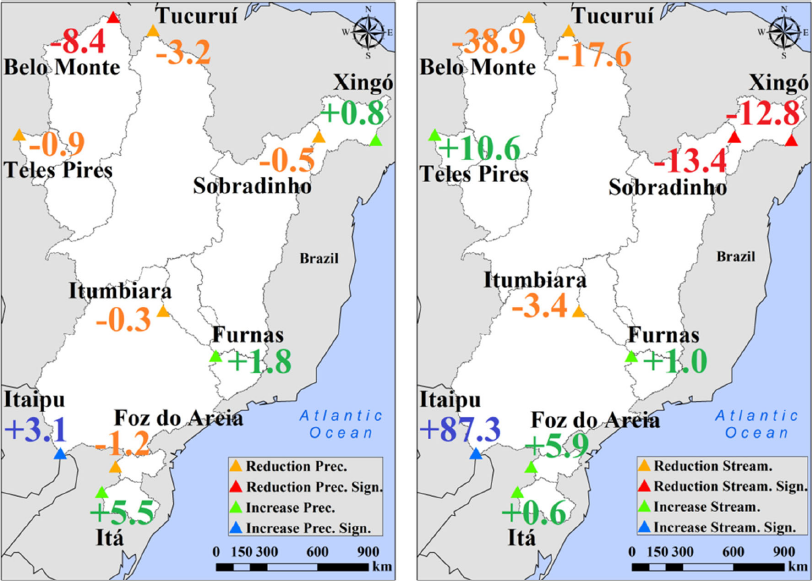 Tucuruí
N
W
E
S
-8.4
-3.2
Belo Monte
Xingó
+0.8
-0.9
-0.5
Teles Pires
Sobradinho
Brazil
Itumbiara
-0.3
Furnas
+1.8
Itaipu
Foz do Areia
+3.1
-1.2
Atlantic
Ocean
+5.5
Itá
Reduction Prec.
Reduction Prec. Sign.
Increase Prec.
Increase Prec. Sign.
0 150 300 600 900
km
Tucuruí
N
W
E
S
-38.9
-17.6
Belo Monte
Xingó
-12.8
+10.6
-13.4
Teles Pires
Sobradinho
Brazil
Itumbiara
-3.4
Furnas
+1.0
Itaipu
Foz do Areia
+87.3
+5.9
Atlantic
Ocean
+0.6
Itá
Reduction Stream.
Reduction Stream. Sign.
Increase Stream.
Increase Stream. Sign.
0 150 300 600 900
km